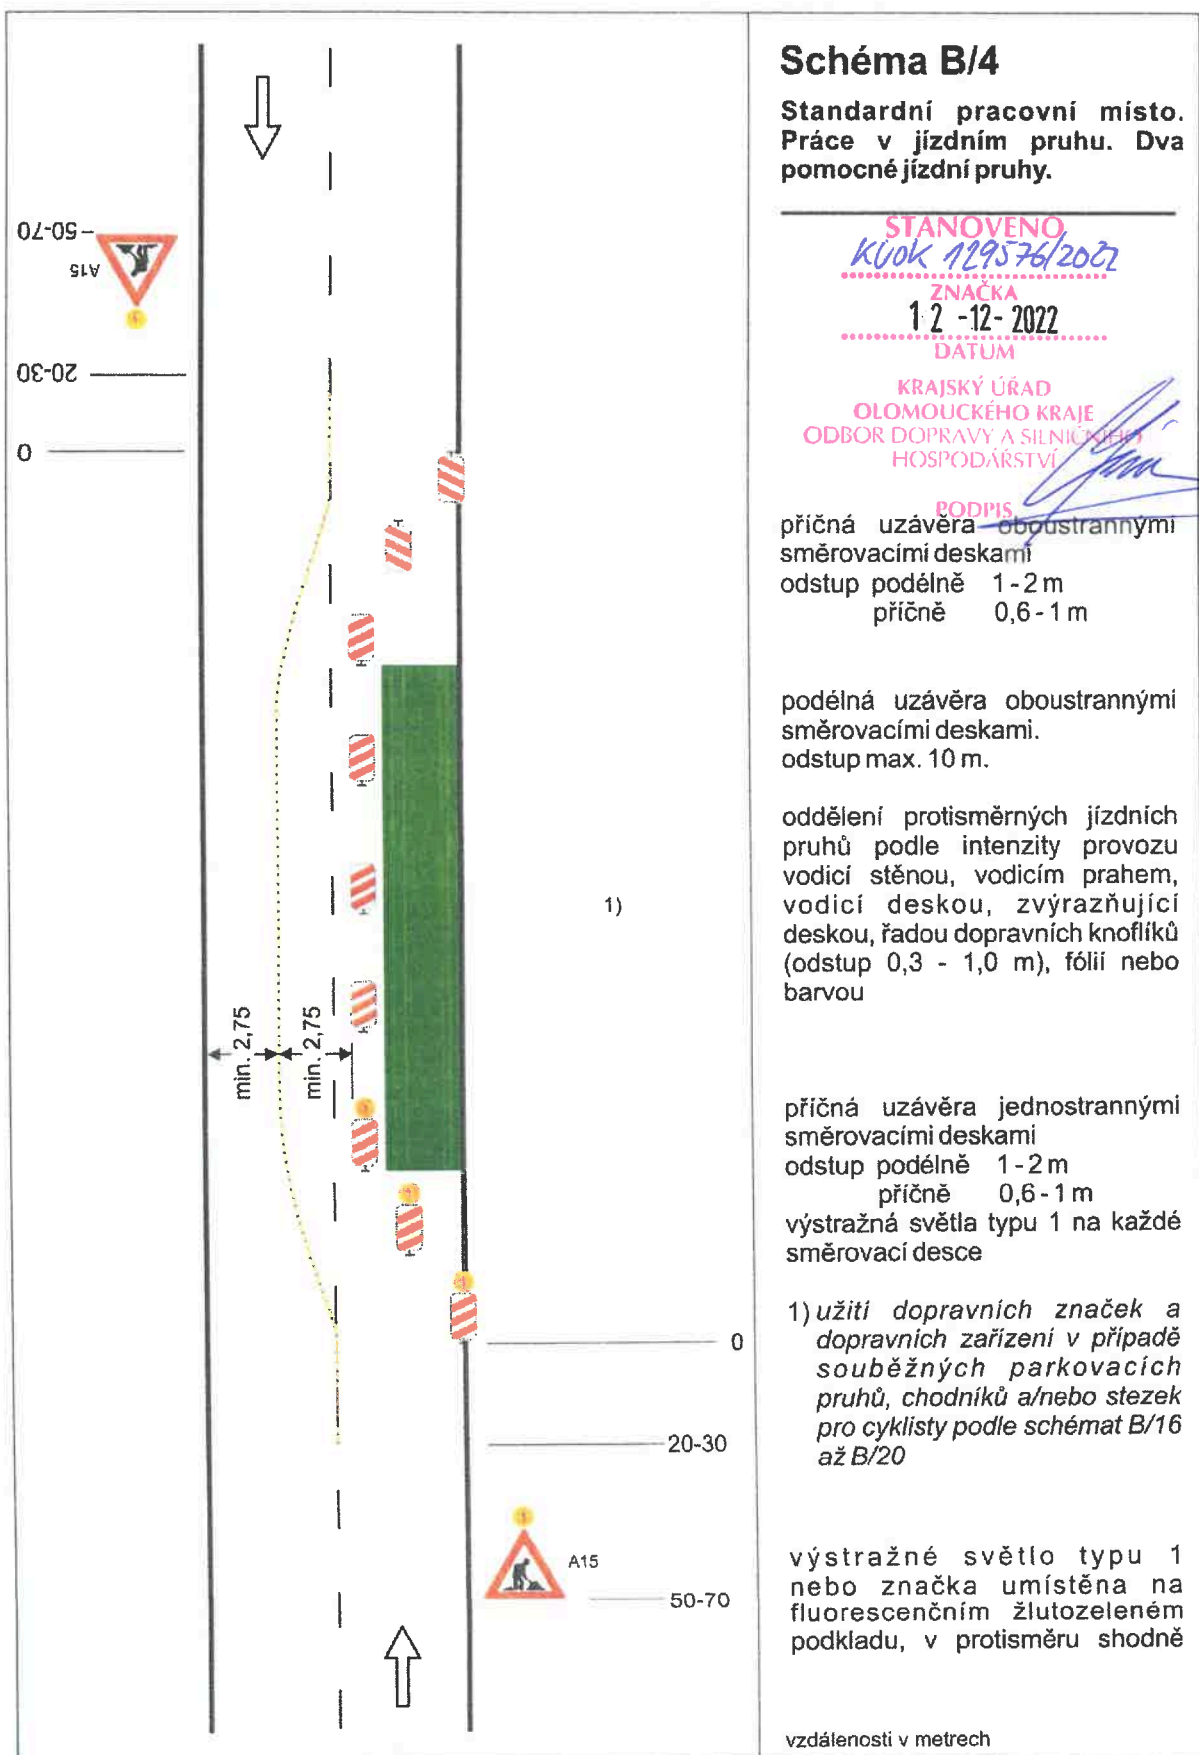 Schéma B/4
Standardní pracovní místo.
Práce v jízdním pruhu. Dva
pomocné jízdní pruhy.
STANOVENO
KUOK 129576/2022
ZNAČKA
12 -12- 2022
DATUM
KRAJSKÝ ÚŘAD
OLOMOUCKÉHO KRAJE
ODBOR DOPRAVY A SILNIČNÍHO
HOSPODÁŘSTVÍ
PODPIS
příčná uzávěra oboustrannými
směrovacími deskami
odstup podélně 1-2 m
příčně 0,6-1 m
podélná uzávěra oboustrannými
směrovacími deskami.
odstup max. 10 m.
oddělení protisměrných jízdních
pruhů podle intenzity provozu
vodicí stěnou, vodicím prahem,
vodicí deskou, zvýrazňující
deskou, řadou dopravních knoflíků
(odstup 0,3 - 1,0 m), fólií nebo
barvou
příčná uzávěra jednostrannými
směrovacími deskami
odstup podélně 1-2 m
příčně 0,6-1 m
výstražná světla typu 1 na každé
směrovací desce
1) užití dopravních značek a
dopravních zařízení v případě
souběžných parkovacích
pruhů, chodníků a/nebo stezek
pro cyklisty podle schémat B/16
až B/20
výstražné světlo typu 1
nebo značka umístěna na
fluorescenčním žlutozeleném
podkladu, v protisměru shodně
vzdálenosti v metrech
50-70
A15
20-30
0
1)
min. 2,75
min. 2,75
0
20-30
A15
50-70